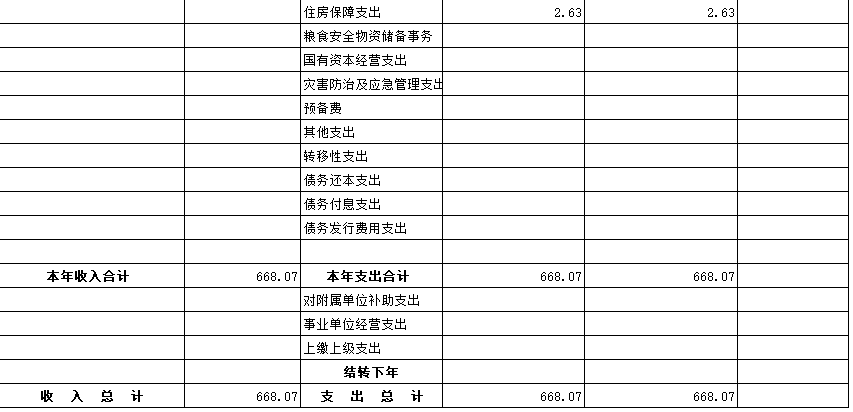 住房保障支出 2.63 2.63
粮食安全物资储备事务
国有资本经营支出
灾害防治及应急管理支出
预备费
其他支出
转移性支出
债务还本支出
债务付息支出
债务发行费用支出
本年收入合计 668.07 本年支出合计 668.07 668.07
对附属单位补助支出
事业单位经营支出
上缴上级支出
结转下年
收 入 总 计 668.07 支 出 总 计 668.07 668.07